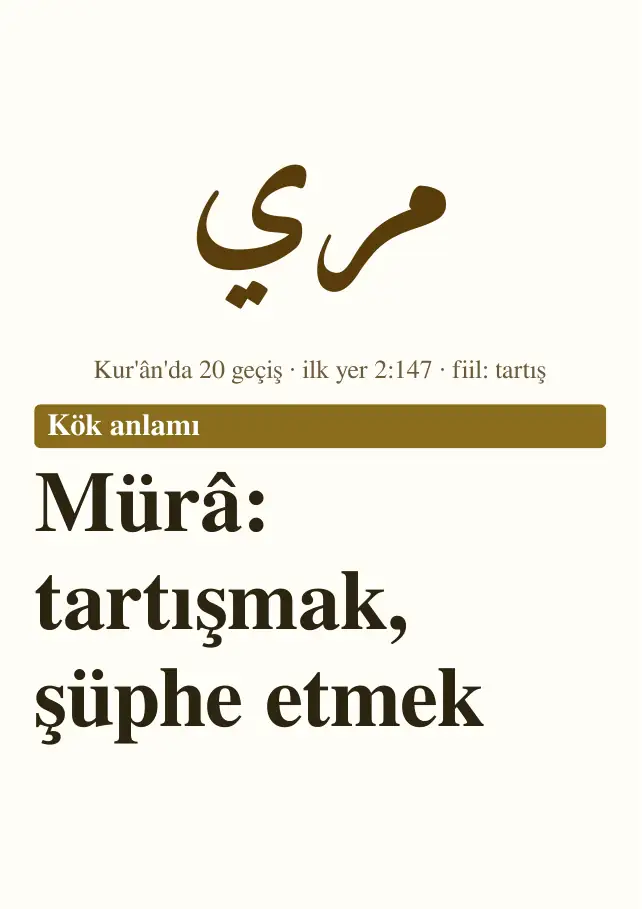 مري
Kur'ân'da 20 geçiş · ilk yer 2:147 · fiil: tartış
Kök anlamı
Mürâ:
tartışmak,
şüphe etmek